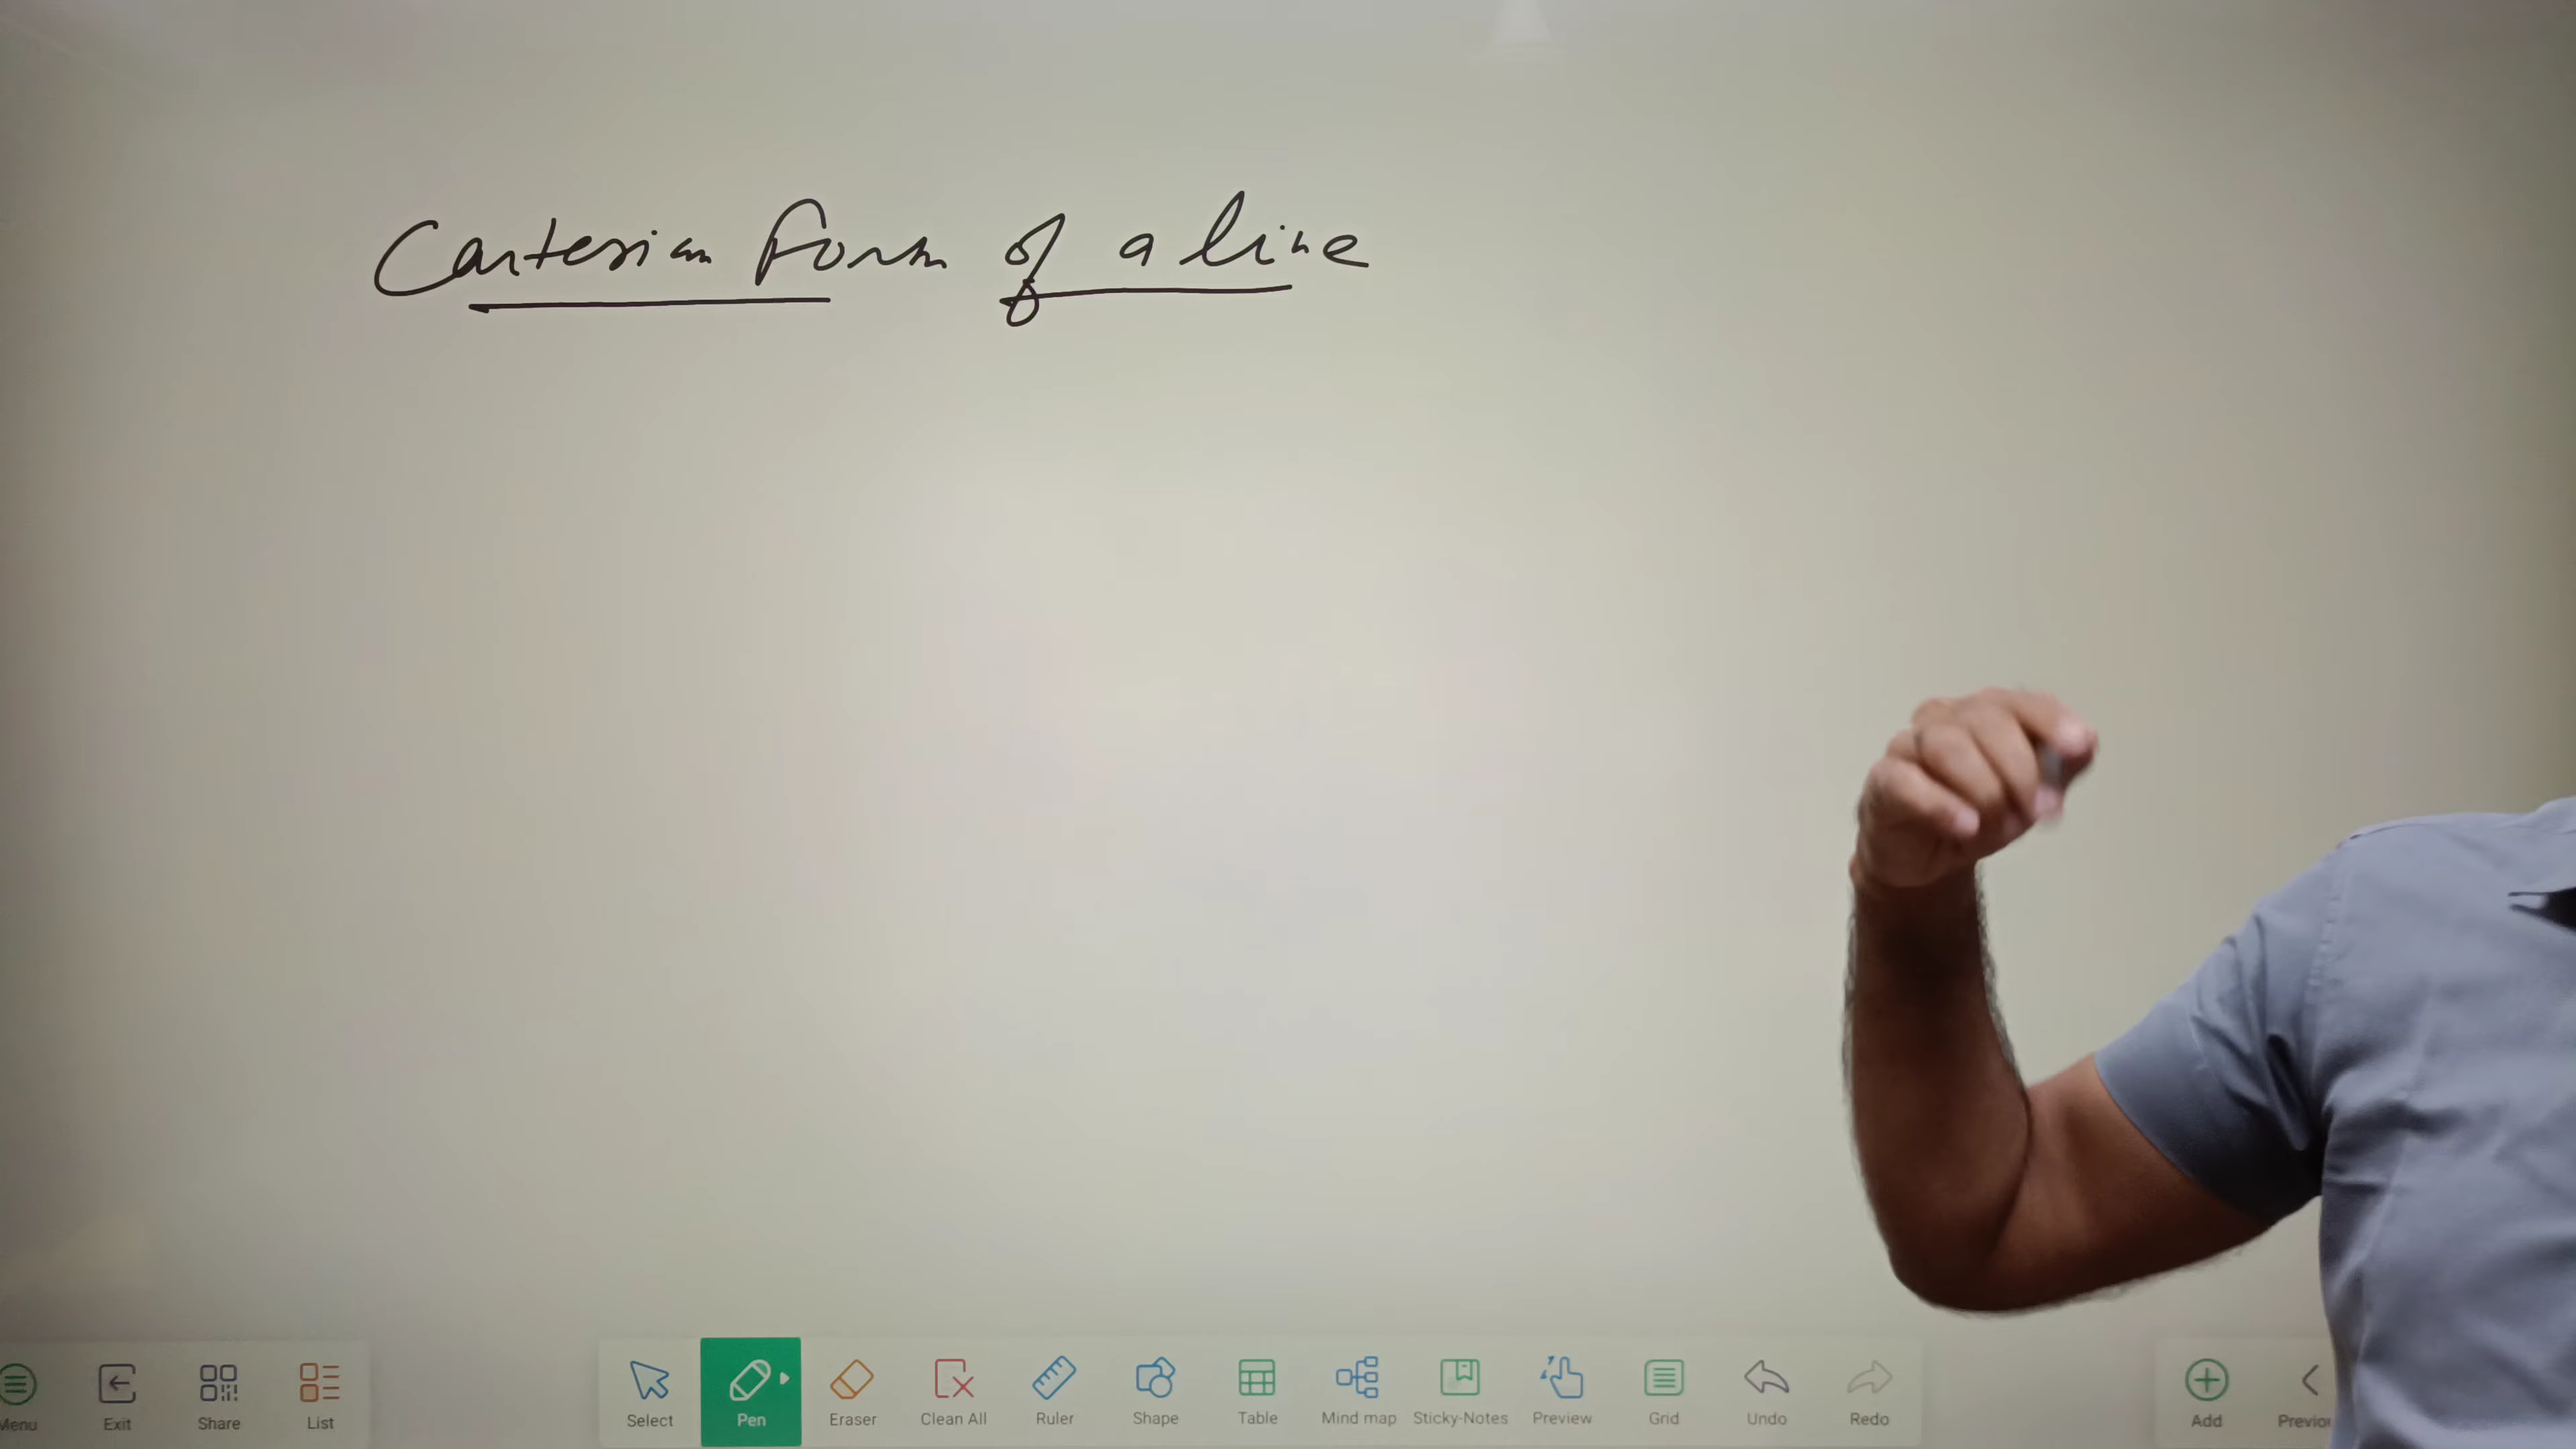 Cartesian form of a line
Menu Exit Share List Select Pen Eraser Clean All Ruler Shape Table Mind map Sticky-Notes Preview Grid Undo Redo Add